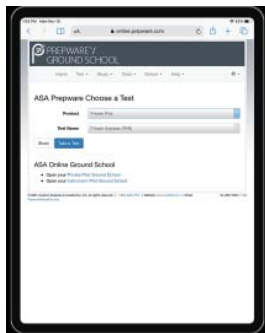 online.prepware.com
PREPWARE
GROUND SCHOOL
Home Test Study Tools School Help
ASA Prepware Choose a Test
Product Private Pilot
Test Name Private Airplane
Study Take a Test
ASA Online Ground School
Open your Private Pilot Ground School
Open your Instrument Pilot Ground School